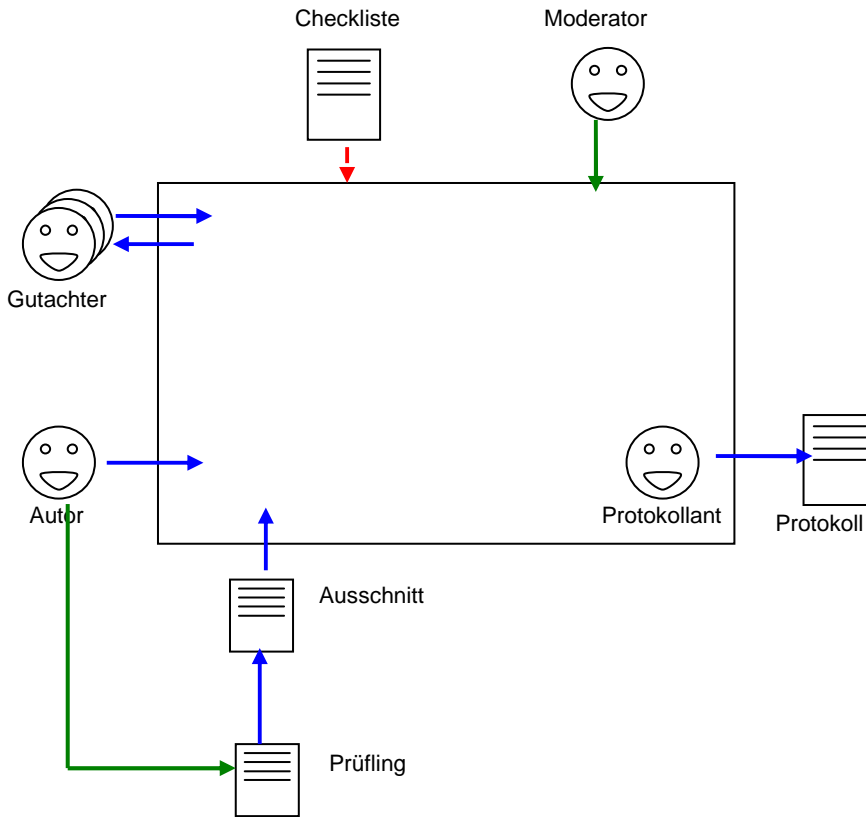 Checkliste
Moderator
Gutachter
Autor
Protokollant
Protokoll
Ausschnitt
Prüfling